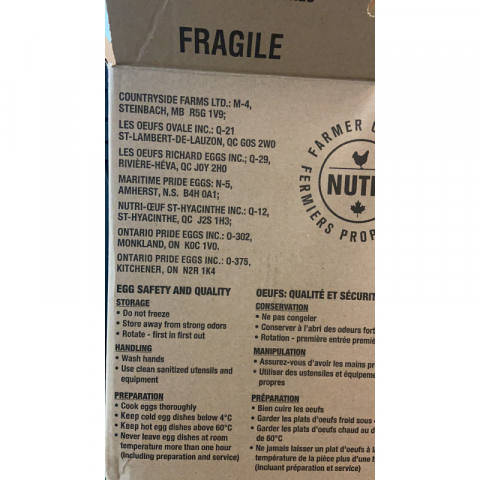 FRAGILE
COUNTRYSIDE FARMS LTD.: M-4,
STEINBACH, MB R5G 1V9;
LES OEUFS OVALE INC.: Q-21
ST-LAMBERT-DE-LAUZON, QC G0S 2W0
LES OEUFS RICHARD EGGS INC.; Q-29,
RIVIÈRE-HÉVA, QC J0Y 2H0
MARITIME PRIDE EGGS: N-5,
AMHERST, N.S. B4H 0A1;
NUTRI-ŒUF ST-HYACINTHE INC.: Q-12,
ST-HYACINTHE, QC J2S 1H3;
ONTARIO PRIDE EGGS INC.: O-302,
MONKLAND, ON K0C 1V0.
ONTARIO PRIDE EGGS INC.: O-375,
KITCHENER, ON N2R 1K4
FARMER
NUTRI
FERMIERS PROP
EGG SAFETY AND QUALITY
STORAGE
• Do not freeze
• Store away from strong odors
• Rotate - first in first out
HANDLING
• Wash hands
• Use clean sanitized utensils and
equipment
PREPARATION
• Cook eggs thoroughly
• Keep cold egg dishes below 4°C
• Keep hot egg dishes above 60°C
• Never leave egg dishes at room
temperature more than one hour
(including preparation and service)
OEUFS: QUALITÉ ET SÉCURIT
CONSERVATION
• Ne pas congeler
• Conserver à l'abri des odeurs fort
• Rotation - première entrée premiè
MANIPULATION
• Assurez-vous d'avoir les mains pr
• Utiliser des ustensiles et équipeme
propres
PRÉPARATION
• Bien cuire les oeufs
• Garder les plats d'oeufs froid sous
• Garder les plats d'oeufs chaud au d
de 60°C
• Ne jamais laisser un plat d'oeufs à
température de la pièce plus d'une h
(incluant préparation et service)